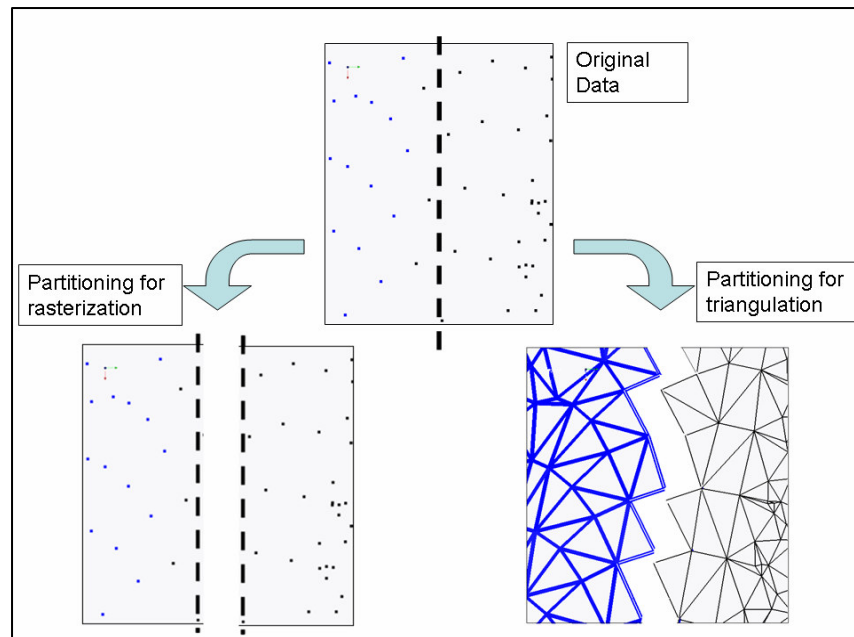 Original
Data
Partitioning for
rasterization
Partitioning for
triangulation